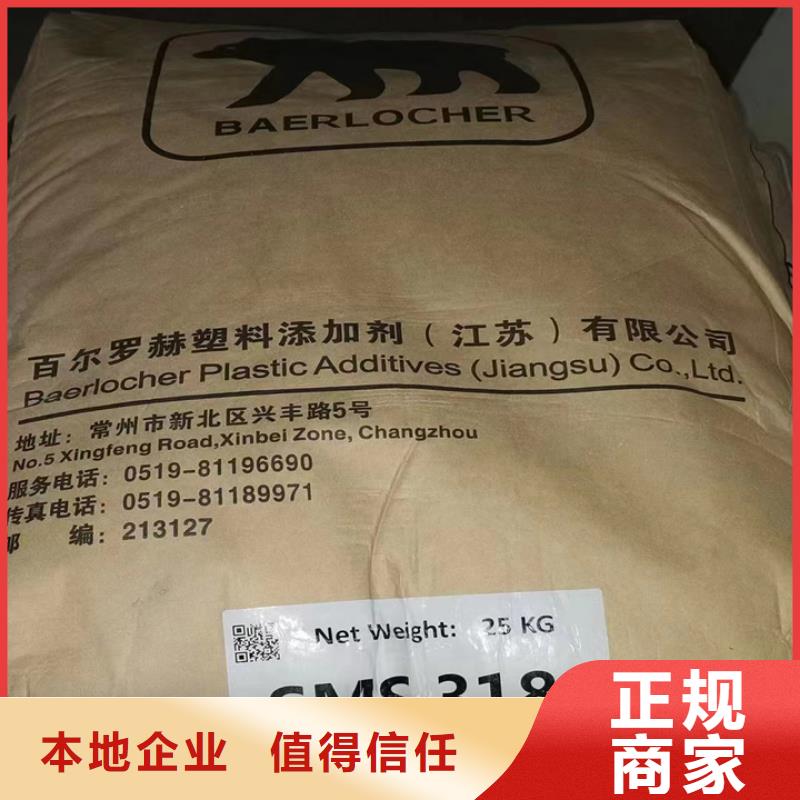 BAERLOCHER
百尔罗赫塑料添加剂（江苏）有限公司
Baerlocher Plastic Additives (Jiangsu) Co.,Ltd.
地址：常州市新北区兴丰路5号
No.5 Xingfeng Road,Xinbei Zone, Changzhou
服务电话：0519-81196690
传真电话：0519-81189971
邮 编：213127
Net Weight: 25 KG
318
正规
商家
本地企业 值得信任